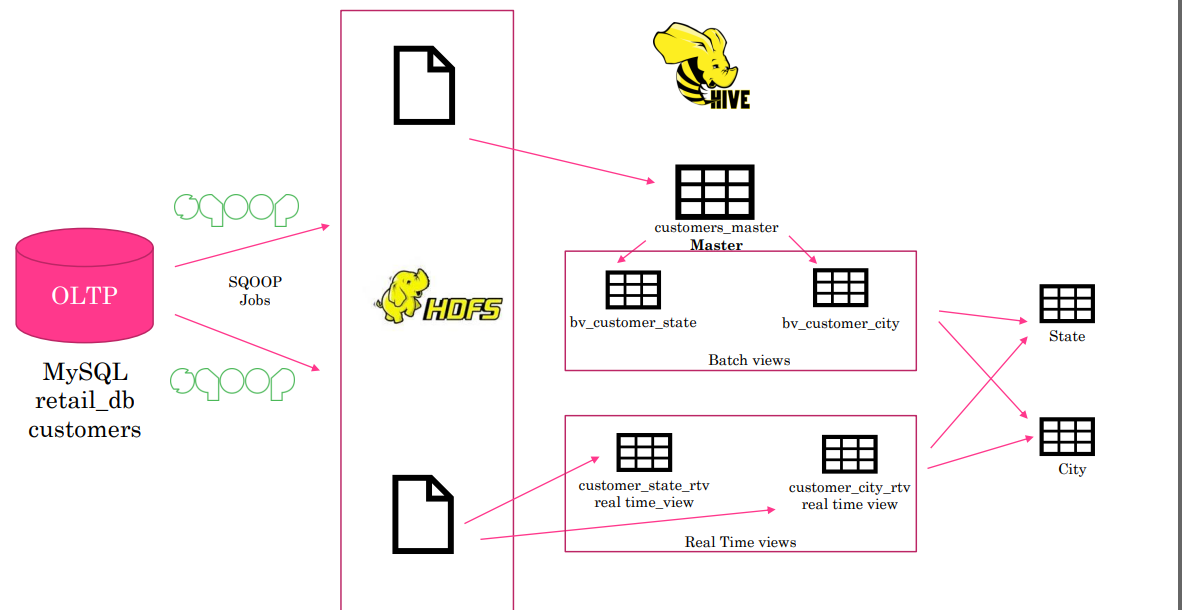 HIVE
sqoop
OLTP
SQOOP
Jobs
MySQL
retail_db
customers
sqoop
HDFS
customers_master
Master
bv_customer_state
bv_customer_city
Batch views
State
customer_state_rtv
real time_view
customer_city_rtv
real time view
Real Time views
City